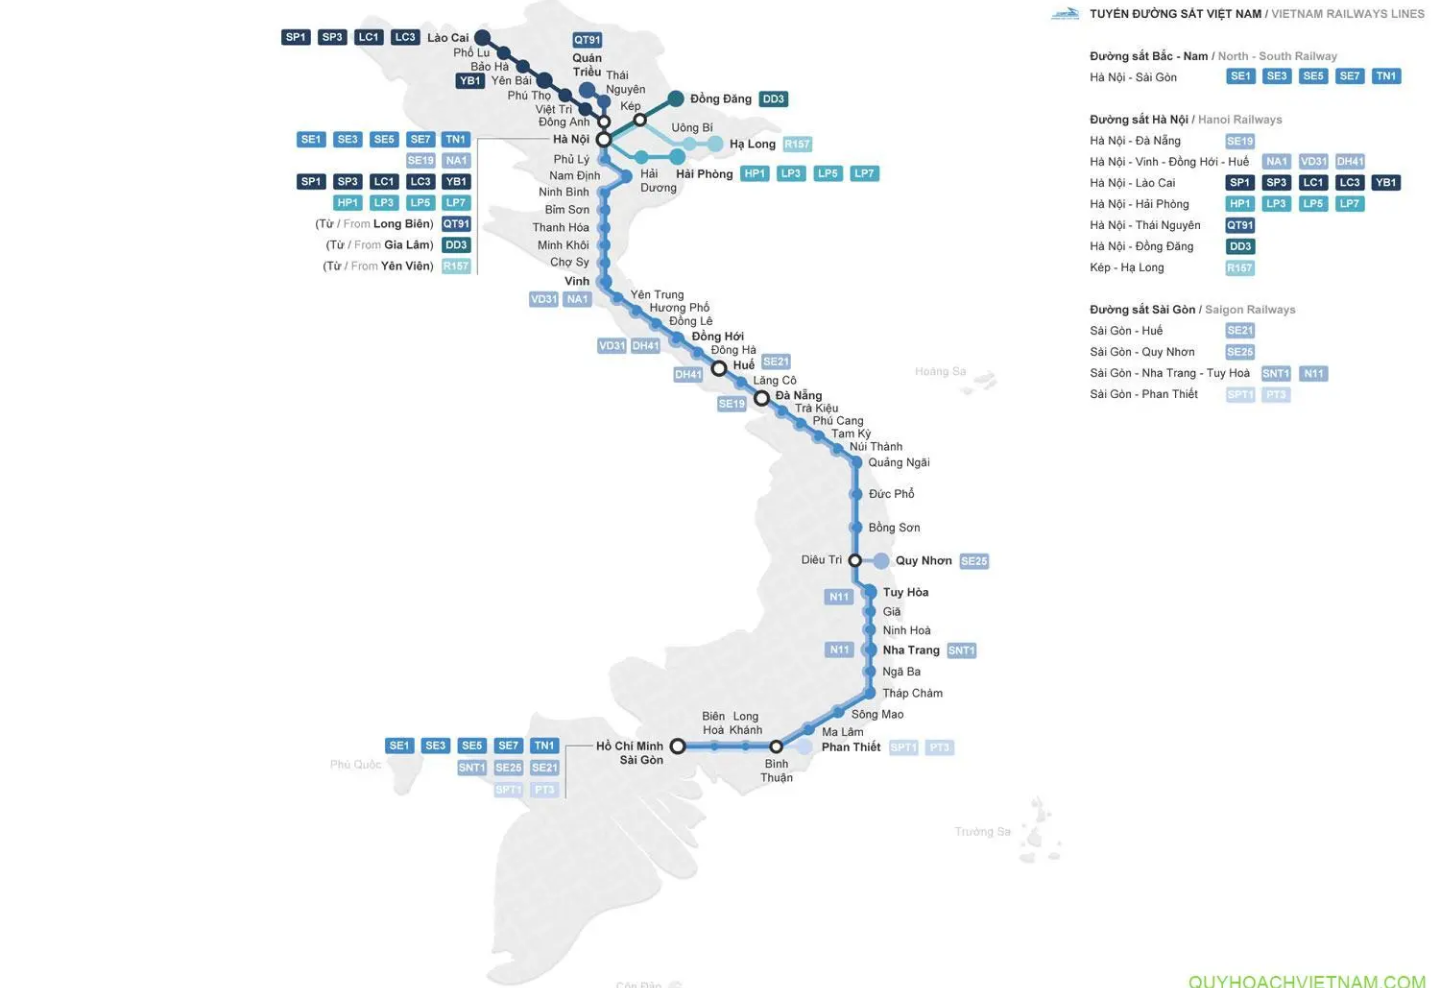 TUYẾN ĐƯỜNG SẮT VIỆT NAM / VIETNAM RAILWAYS LINES
Đường sắt Bắc - Nam / North - South Railway
Hà Nội - Sài Gòn SE1 SE3 SE5 SE7 TN1
Đường sắt Hà Nội / Hanoi Railways
Hà Nội - Đà Nẵng SE19
Hà Nội - Vinh - Đồng Hới - Huế NA1 VD31 DH41
Hà Nội - Lào Cai SP1 SP3 LC1 LC3 YB1
Hà Nội - Hải Phòng HP1 LP3 LP5 LP7
Hà Nội - Thái Nguyên QT91
Hà Nội - Đồng Đăng DD3
Kép - Hạ Long R157
Đường sắt Sài Gòn / Saigon Railways
Sài Gòn - Huế SE21
Sài Gòn - Quy Nhơn SE25
Sài Gòn - Nha Trang - Tuy Hoà SNT1 N11
Sài Gòn - Phan Thiết SPT1 PT3
SP1 SP3 LC1 LC3 Lào Cai
Phố Lu
Bảo Hà
YB1 Yên Bái
Phú Thọ
Việt Trì
Đông Anh
QT91
Quán
Triều
Thái
Nguyên
Kép
Đồng Đăng DD3
Uông Bí
Hạ Long R157
Hải
Dương
Hải Phòng HP1 LP3 LP5 LP7
SE1 SE3 SE5 SE7 TN1 Hà Nội
SE19 NA1
SP1 SP3 LC1 LC3 YB1
HP1 LP3 LP5 LP7
(Từ / From Long Biên) QT91
(Từ / From Gia Lâm) DD3
(Từ / From Yên Viên) R157
Phủ Lý
Nam Định
Ninh Bình
Bỉm Sơn
Thanh Hóa
Minh Khôi
Chợ Sy
Vinh
VD31 NA1
Yên Trung
Hương Phố
Đồng Lê
VD31 DH41 Đồng Hới
Đông Hà
DH41 Huế SE21
Lăng Cô
SE19 Đà Nẵng
Trà Kiệu
Phú Cang
Tam Kỳ
Núi Thành
Quảng Ngãi
Đức Phổ
Bồng Sơn
Diêu Trì Quy Nhơn SE25
N11 Tuy Hòa
Giã
Ninh Hoà
N11 Nha Trang SNT1
Ngã Ba
Tháp Chàm
Sông Mao
Ma Lâm
Phan Thiết SPT1 PT3
Bình
Thuận
Long
Khánh
Biên
Hoà
SE1 SE3 SE5 SE7 TN1 Hồ Chí Minh
Sài Gòn
SNT1 SE25 SE21
SPT1 PT3
Hoàng Sa
Phú Quốc
Trường Sa
Côn Đảo
QUYHOACHVIETNAM.COM